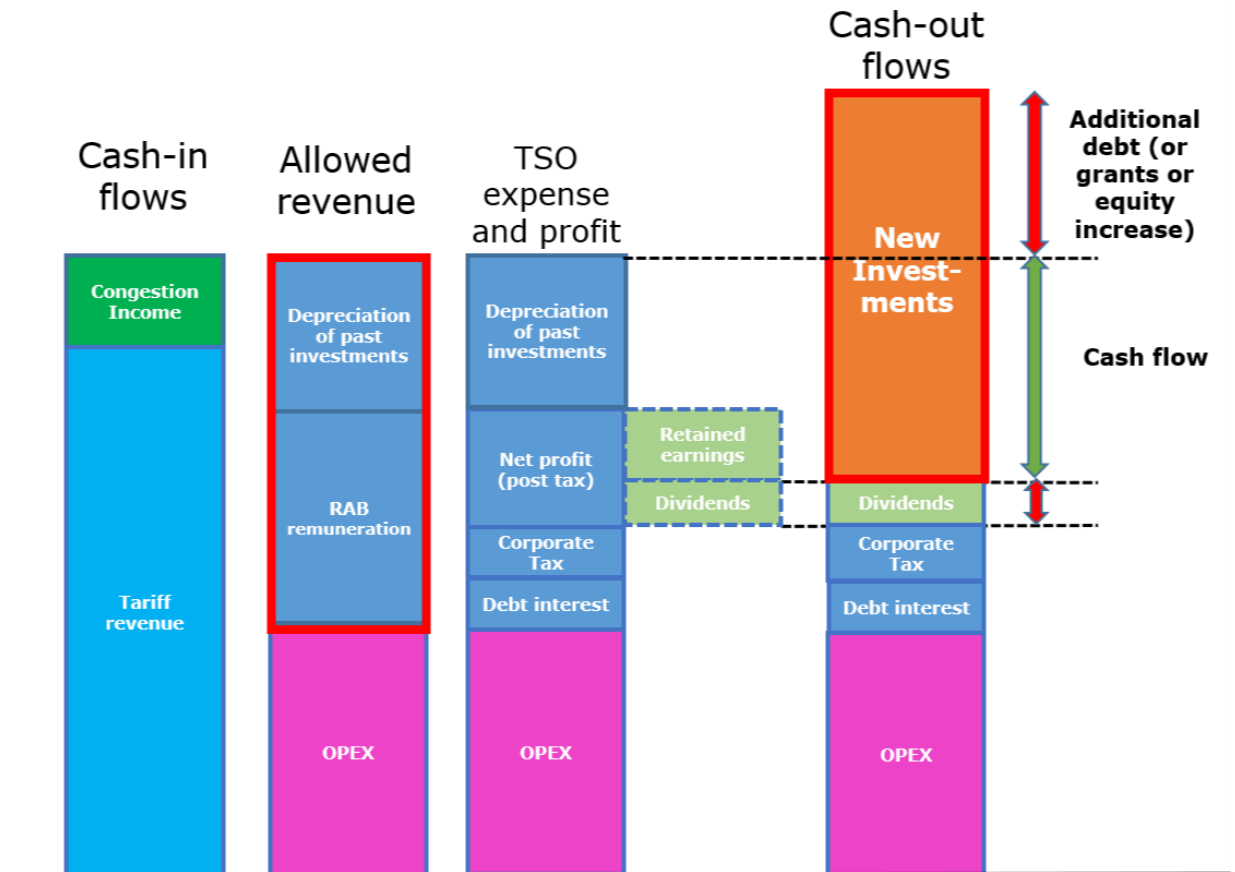 Cash-in
flows
Congestion
Income
Tariff
revenue
Allowed
revenue
Depreciation
of past
investments
RAB
remuneration
OPEX
TSO
expense
and profit
Depreciation
of past
investments
Net profit
(post tax)
Corporate
Tax
Debt interest
OPEX
Retained
earnings
Dividends
Cash-out
flows
New
Invest-
ments
Dividends
Corporate
Tax
Debt interest
OPEX
Additional
debt (or
grants or
equity
increase)
Cash flow